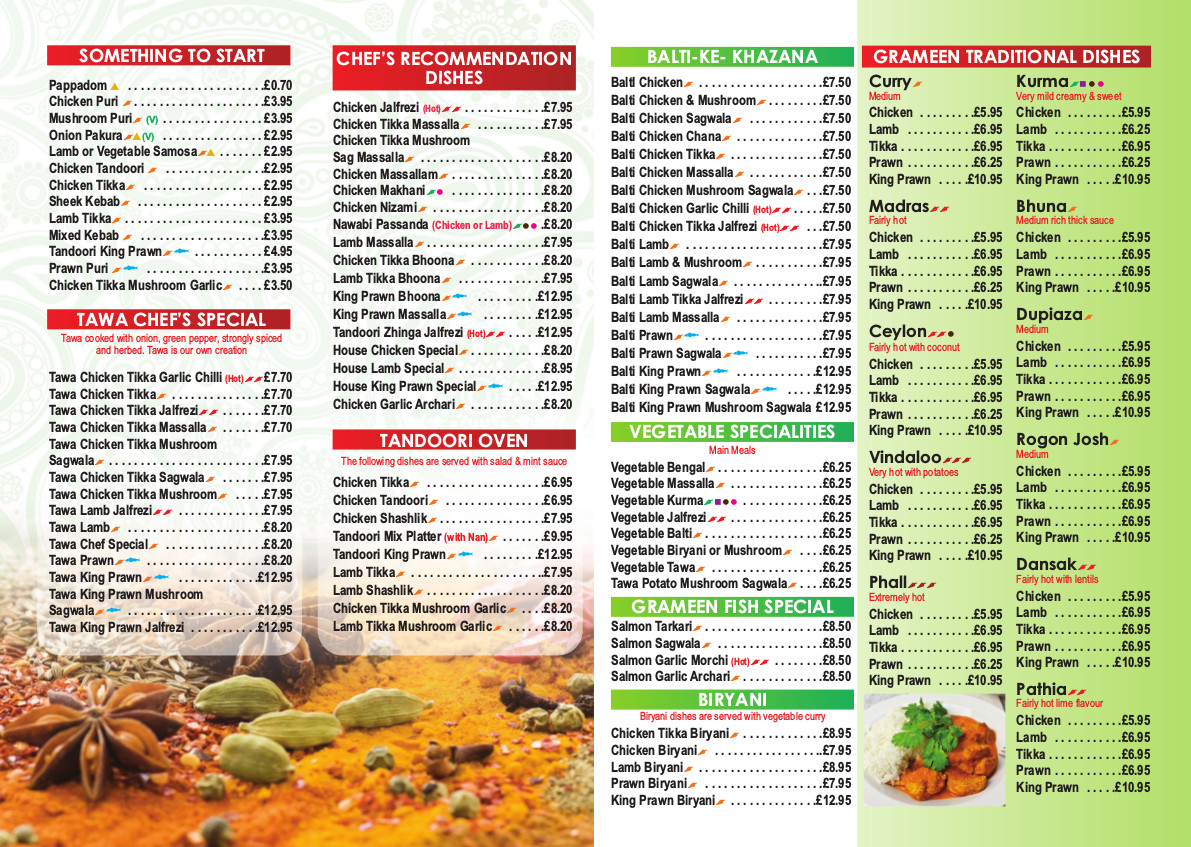 SOMETHING TO START
Pappadom . . . . . . . . . . . . . . . . . . . . . .£0.70
Chicken Puri . . . . . . . . . . . . . . . . . . . . .£3.95
Mushroom Puri (V) . . . . . . . . . . . . . . . .£3.95
Onion Pakura (V) . . . . . . . . . . . . . . . .£2.95
Lamb or Vegetable Samosa . . . . . . .£2.95
Chicken Tandoori . . . . . . . . . . . . . . . .£2.95
Chicken Tikka . . . . . . . . . . . . . . . . . . .£2.95
Sheek Kebab . . . . . . . . . . . . . . . . . . . .£2.95
Lamb Tikka . . . . . . . . . . . . . . . . . . . . . .£3.95
Mixed Kebab . . . . . . . . . . . . . . . . . . . .£3.95
Tandoori King Prawn . . . . . . . . . . .£4.95
Prawn Puri . . . . . . . . . . . . . . . . . . .£3.95
Chicken Tikka Mushroom Garlic . . . .£3.50
TAWA CHEF'S SPECIAL
Tawa cooked with onion, green pepper, strongly spiced
and herbed. Tawa is our own creation
Tawa Chicken Tikka Garlic Chilli (Hot) £7.70
Tawa Chicken Tikka . . . . . . . . . . . . . . .£7.70
Tawa Chicken Tikka Jalfrezi . . . . . . .£7.70
Tawa Chicken Tikka Massalla . . . . . . .£7.70
Tawa Chicken Tikka Mushroom
Sagwala . . . . . . . . . . . . . . . . . . . . . . . . .£7.95
Tawa Chicken Tikka Sagwala . . . . . . .£7.95
Tawa Chicken Tikka Mushroom . . . . .£7.95
Tawa Lamb Jalfrezi . . . . . . . . . . . . . .£7.95
Tawa Lamb . . . . . . . . . . . . . . . . . . . . . .£8.20
Tawa Chef Special . . . . . . . . . . . . . . . .£8.20
Tawa Prawn . . . . . . . . . . . . . . . . . . .£8.20
Tawa King Prawn . . . . . . . . . . . . .£12.95
Tawa King Prawn Mushroom
Sagwala . . . . . . . . . . . . . . . . . . . . .£12.95
Tawa King Prawn Jalfrezi . . . . . . . . . . .£12.95
CHEF'S RECOMMENDATION
DISHES
Chicken Jalfrezi (Hot) . . . . . . . . . . . . .£7.95
Chicken Tikka Massalla . . . . . . . . . . .£7.95
Chicken Tikka Mushroom
Sag Massalla . . . . . . . . . . . . . . . . . . . .£8.20
Chicken Massallam . . . . . . . . . . . . . . .£8.20
Chicken Makhani . . . . . . . . . . . . . . .£8.20
Chicken Nizami . . . . . . . . . . . . . . . . . .£8.20
Nawabi Passanda (Chicken or Lamb) .£8.20
Lamb Massalla . . . . . . . . . . . . . . . . . . .£7.95
Chicken Tikka Bhoona . . . . . . . . . . . .£8.20
Lamb Tikka Bhoona . . . . . . . . . . . . . . .£7.95
King Prawn Bhoona . . . . . . . . . .£12.95
King Prawn Massalla . . . . . . . . .£12.95
Tandoori Zhinga Jalfrezi (Hot) . . . . .£12.95
House Chicken Special . . . . . . . . . . . .£8.20
House Lamb Special . . . . . . . . . . . . . .£8.95
House King Prawn Special . . . . .£12.95
Chicken Garlic Archari . . . . . . . . . . . .£8.20
TANDOORI OVEN
The following dishes are served with salad & mint sauce
Chicken Tikka . . . . . . . . . . . . . . . . . . . .£6.95
Chicken Tandoori . . . . . . . . . . . . . . . . .£6.95
Chicken Shashlik . . . . . . . . . . . . . . . . .£7.95
Tandoori Mix Platter (with Nan) . . . . . . .£9.95
Tandoori King Prawn . . . . . . . . .£12.95
Lamb Tikka . . . . . . . . . . . . . . . . . . . . . .£7.95
Lamb Shashlik . . . . . . . . . . . . . . . . . . .£8.20
Chicken Tikka Mushroom Garlic . . . .£8.20
Lamb Tikka Mushroom Garlic . . . . . .£8.20
BALTI-KE- KHAZANA
Balti Chicken . . . . . . . . . . . . . . . . . . . .£7.50
Balti Chicken & Mushroom . . . . . . . . .£7.50
Balti Chicken Sagwala . . . . . . . . . . . . .£7.50
Balti Chicken Chana . . . . . . . . . . . . . . .£7.50
Balti Chicken Tikka . . . . . . . . . . . . . . .£7.50
Balti Chicken Massalla . . . . . . . . . . . .£7.50
Balti Chicken Mushroom Sagwala . . .£7.50
Balti Chicken Garlic Chilli (Hot) . . . . .£7.50
Balti Chicken Tikka Jalfrezi (Hot) . . .£7.50
Balti Lamb . . . . . . . . . . . . . . . . . . . . . .£7.95
Balti Lamb & Mushroom . . . . . . . . . . .£7.95
Balti Lamb Sagwala . . . . . . . . . . . . . .£7.95
Balti Lamb Tikka Jalfrezi . . . . . . . . .£7.95
Balti Lamb Massalla . . . . . . . . . . . . . .£7.95
Balti Prawn . . . . . . . . . . . . . . . . . . .£7.95
Balti Prawn Sagwala . . . . . . . . . . .£7.95
Balti King Prawn . . . . . . . . . . . . . .£12.95
Balti King Prawn Sagwala . . . . . .£12.95
Balti King Prawn Mushroom Sagwala £12.95
VEGETABLE SPECIALITIES
Main Meals
Vegetable Bengal . . . . . . . . . . . . . . . . .£6.25
Vegetable Massalla . . . . . . . . . . . . . . .£6.25
Vegetable Kurma . . . . . . . . . . . . .£6.25
Vegetable Jalfrezi . . . . . . . . . . . . . . .£6.25
Vegetable Balti . . . . . . . . . . . . . . . . . . .£6.25
Vegetable Biryani or Mushroom . . . .£6.25
Vegetable Tawa . . . . . . . . . . . . . . . . . .£6.25
Tawa Potato Mushroom Sagwala . . . .£6.25
GRAMEEN FISH SPECIAL
Salmon Tarkari . . . . . . . . . . . . . . . . . . .£8.50
Salmon Sagwala . . . . . . . . . . . . . . . . .£8.50
Salmon Garlic Morchi (Hot) . . . . . . . .£8.50
Salmon Garlic Archari . . . . . . . . . . . . .£8.50
BIRYANI
Biryani dishes are served with vegetable curry
Chicken Tikka Biryani . . . . . . . . . . . . .£8.95
Chicken Biryani . . . . . . . . . . . . . . . . . .£7.95
Lamb Biryani . . . . . . . . . . . . . . . . . . . .£8.95
Prawn Biryani . . . . . . . . . . . . . . . . . . .£7.95
King Prawn Biryani . . . . . . . . . . . . . .£12.95
GRAMEEN TRADITIONAL DISHES
Curry
Medium
Chicken . . . . . . . . .£5.95
Lamb . . . . . . . . . . .£6.95
Tikka . . . . . . . . . . . .£6.95
Prawn . . . . . . . . . . .£6.25
King Prawn . . . . .£10.95
Madras
Fairly hot
Chicken . . . . . . . . .£5.95
Lamb . . . . . . . . . . .£6.95
Tikka . . . . . . . . . . . .£6.95
Prawn . . . . . . . . . . .£6.25
King Prawn . . . . .£10.95
Ceylon
Fairly hot with coconut
Chicken . . . . . . . . .£5.95
Lamb . . . . . . . . . . .£6.95
Tikka . . . . . . . . . . . .£6.95
Prawn . . . . . . . . . . .£6.25
King Prawn . . . . .£10.95
Vindaloo
Very hot with potatoes
Chicken . . . . . . . . .£5.95
Lamb . . . . . . . . . . .£6.95
Tikka . . . . . . . . . . . .£6.95
Prawn . . . . . . . . . . .£6.25
King Prawn . . . . .£10.95
Phall
Extremely hot
Chicken . . . . . . . . .£5.95
Lamb . . . . . . . . . . .£6.95
Tikka . . . . . . . . . . . .£6.95
Prawn . . . . . . . . . . .£6.25
King Prawn . . . . .£10.95
Kurma
Very mild creamy & sweet
Chicken . . . . . . . . .£5.95
Lamb . . . . . . . . . . .£6.25
Tikka . . . . . . . . . . . .£6.95
Prawn . . . . . . . . . . .£6.25
King Prawn . . . . .£10.95
Bhuna
Medium rich thick sauce
Chicken . . . . . . . . .£5.95
Lamb . . . . . . . . . . .£6.95
Prawn . . . . . . . . . . .£6.95
King Prawn . . . . .£10.95
Dupiaza
Medium
Chicken . . . . . . . . .£5.95
Lamb . . . . . . . . . . .£6.95
Tikka . . . . . . . . . . . .£6.95
Prawn . . . . . . . . . . .£6.95
King Prawn . . . . .£10.95
Rogon Josh
Medium
Chicken . . . . . . . . .£5.95
Lamb . . . . . . . . . . .£6.95
Tikka . . . . . . . . . . . .£6.95
Prawn . . . . . . . . . . .£6.95
King Prawn . . . . .£10.95
Dansak
Fairly hot with lentils
Chicken . . . . . . . . .£5.95
Lamb . . . . . . . . . . .£6.95
Tikka . . . . . . . . . . . .£6.95
Prawn . . . . . . . . . . .£6.95
King Prawn . . . . .£10.95
Pathia
Fairly hot lime flavour
Chicken . . . . . . . . .£5.95
Lamb . . . . . . . . . . .£6.95
Tikka . . . . . . . . . . . .£6.95
Prawn . . . . . . . . . . .£6.95
King Prawn . . . . .£10.95